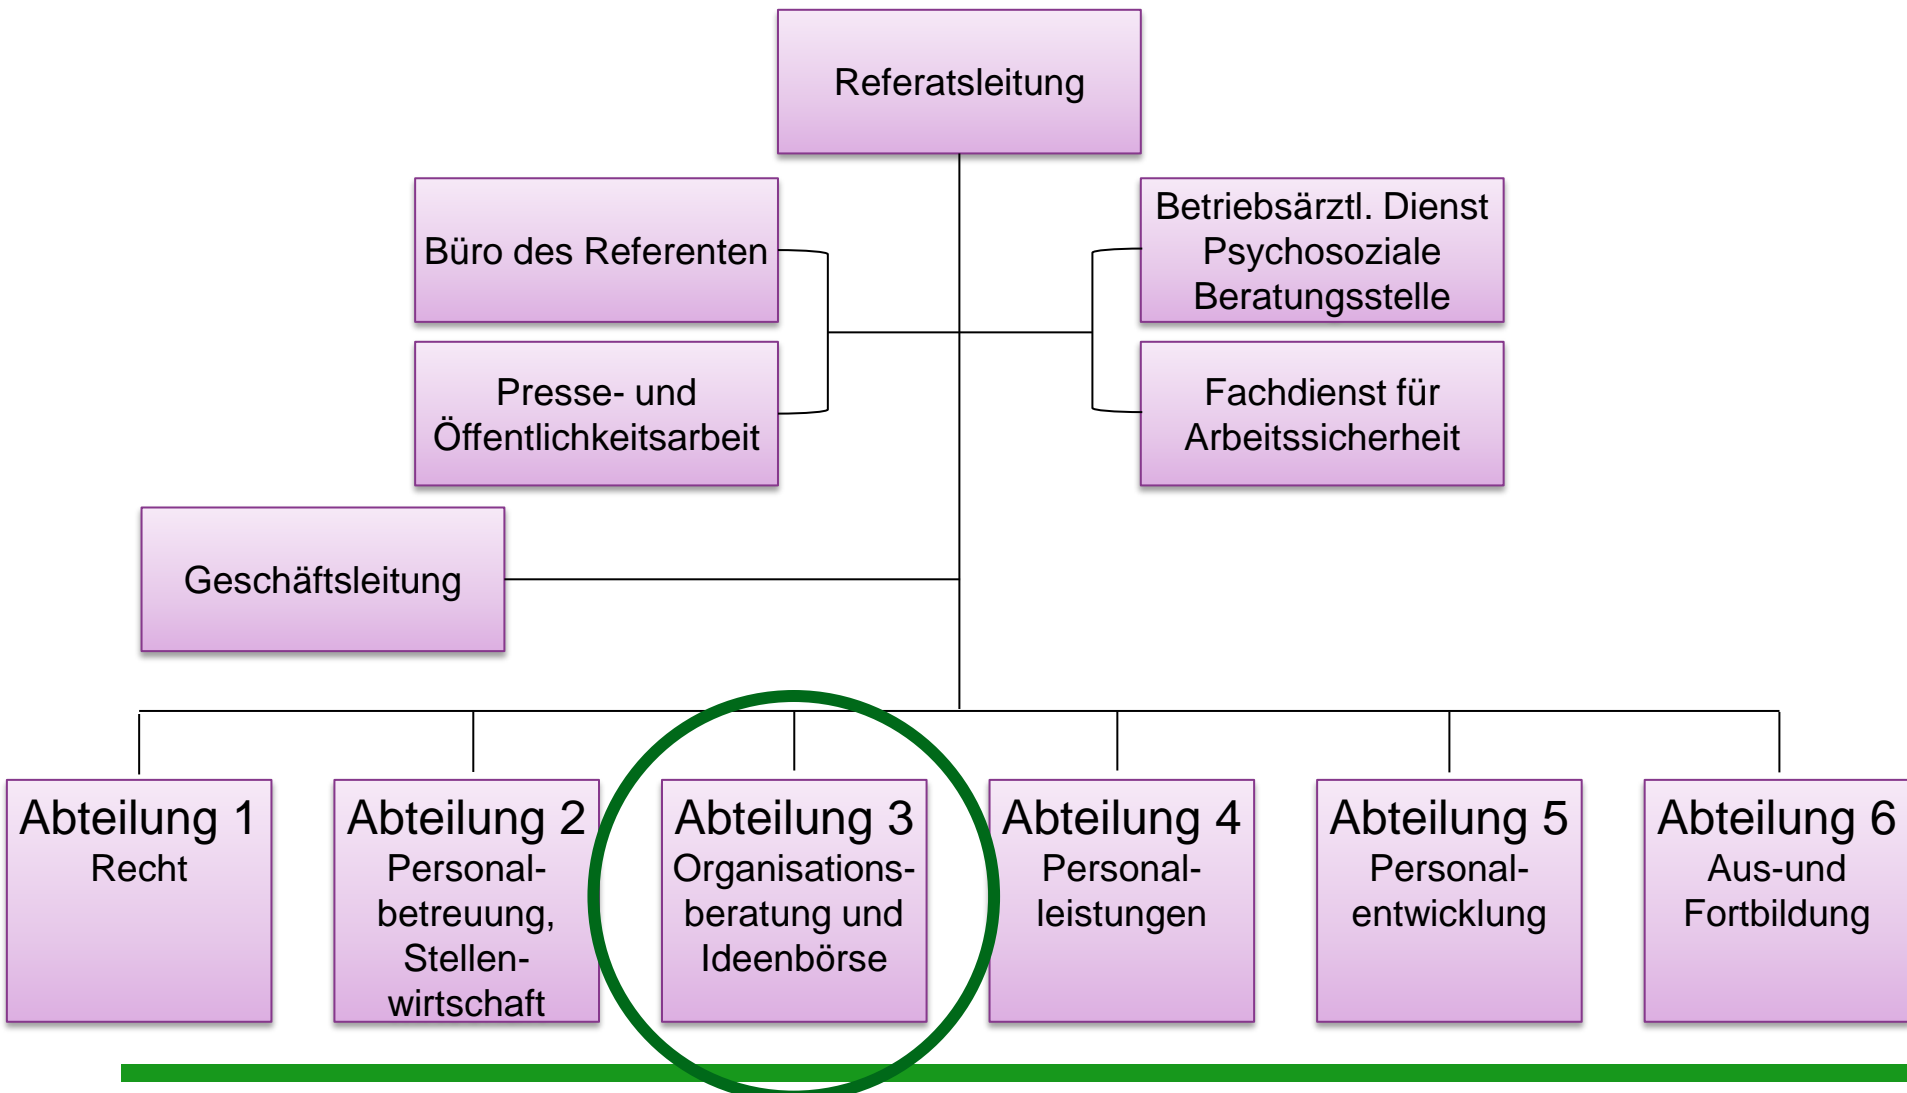 Referatsleitung
Büro des Referenten
Betriebsärztl. Dienst
Psychosoziale
Beratungsstelle
Presse- und
Öffentlichkeitsarbeit
Fachdienst für
Arbeitssicherheit
Geschäftsleitung
Abteilung 1
Recht
Abteilung 2
Personal-
betreuung,
Stellen-
wirtschaft
Abteilung 3
Organisations-
beratung und
Ideenbörse
Abteilung 4
Personal-
leistungen
Abteilung 5
Personal-
entwicklung
Abteilung 6
Aus-und
Fortbildung